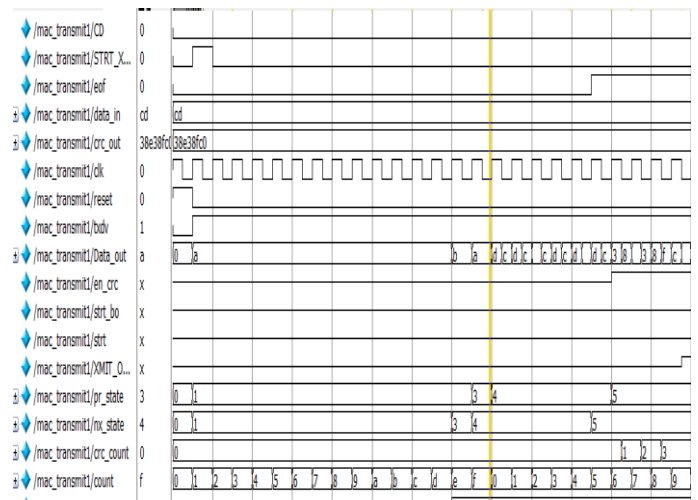 /mac_transmit1/CD 0
/mac_transmit1/STRT_X... 0
/mac_transmit1/eof 0
/mac_transmit1/data_in cd cd
/mac_transmit1/crc_out 38e38fc0 38e38fc0
/mac_transmit1/clk 0
/mac_transmit1/reset 0
/mac_transmit1/txdv 1
/mac_transmit1/Data_out a 0 a b a d c d c c d c d d c 3 8 3 8 f c
/mac_transmit1/en_crc x
/mac_transmit1/strt_bo x
/mac_transmit1/strt x
/mac_transmit1/XMIT_O... x
/mac_transmit1/pr_state 3 0 1 3 4 5
/mac_transmit1/nx_state 4 0 1 3 4 5
/mac_transmit1/crc_count 0 0 1 2 3
/mac_transmit1/count f 0 1 2 3 4 5 6 7 8 9 a b c d e f 0 1 2 3 4 5 6 7 8 9